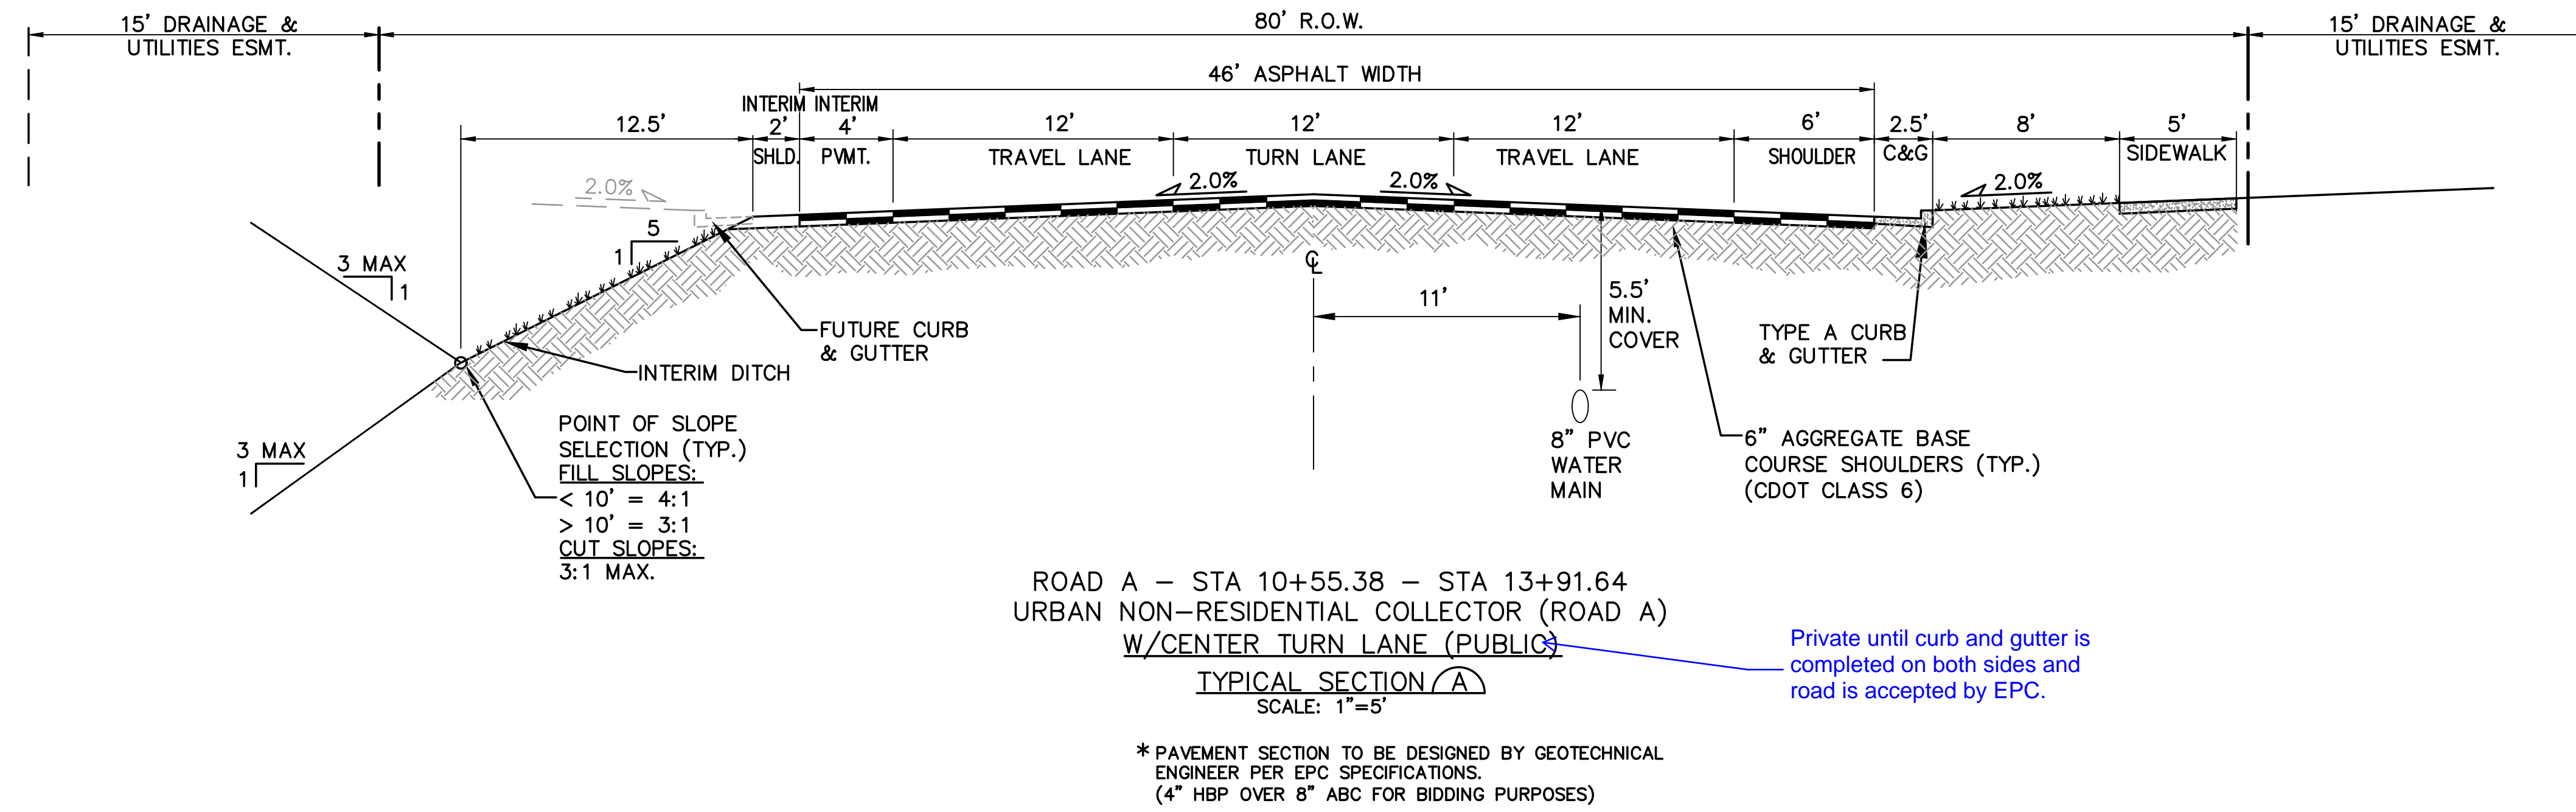 15' DRAINAGE &
UTILITIES ESMT.
80' R.O.W.
15' DRAINAGE &
UTILITIES ESMT.
46' ASPHALT WIDTH
INTERIM INTERIM
12.5'
2'
4'
12'
12'
12'
6'
2.5'
8'
5'
SHLD.
PVMT.
TRAVEL LANE
TURN LANE
TRAVEL LANE
SHOULDER
C&G
SIDEWALK
2.0%
2.0%
2.0%
2.0%
5
1
3 MAX
1
℄
11'
5.5'
MIN.
COVER
FUTURE CURB
& GUTTER
TYPE A CURB
& GUTTER
INTERIM DITCH
3 MAX
1
POINT OF SLOPE
SELECTION (TYP.)
FILL SLOPES:
< 10' = 4:1
> 10' = 3:1
CUT SLOPES:
3:1 MAX.
8" PVC
WATER
MAIN
6" AGGREGATE BASE
COURSE SHOULDERS (TYP.)
(CDOT CLASS 6)
ROAD A - STA 10+55.38 - STA 13+91.64
URBAN NON-RESIDENTIAL COLLECTOR (ROAD A)
W/CENTER TURN LANE (PUBLIC)
Private until curb and gutter is
completed on both sides and
road is accepted by EPC.
TYPICAL SECTION A
SCALE: 1"=5'
* PAVEMENT SECTION TO BE DESIGNED BY GEOTECHNICAL
ENGINEER PER EPC SPECIFICATIONS.
(4" HBP OVER 8" ABC FOR BIDDING PURPOSES)